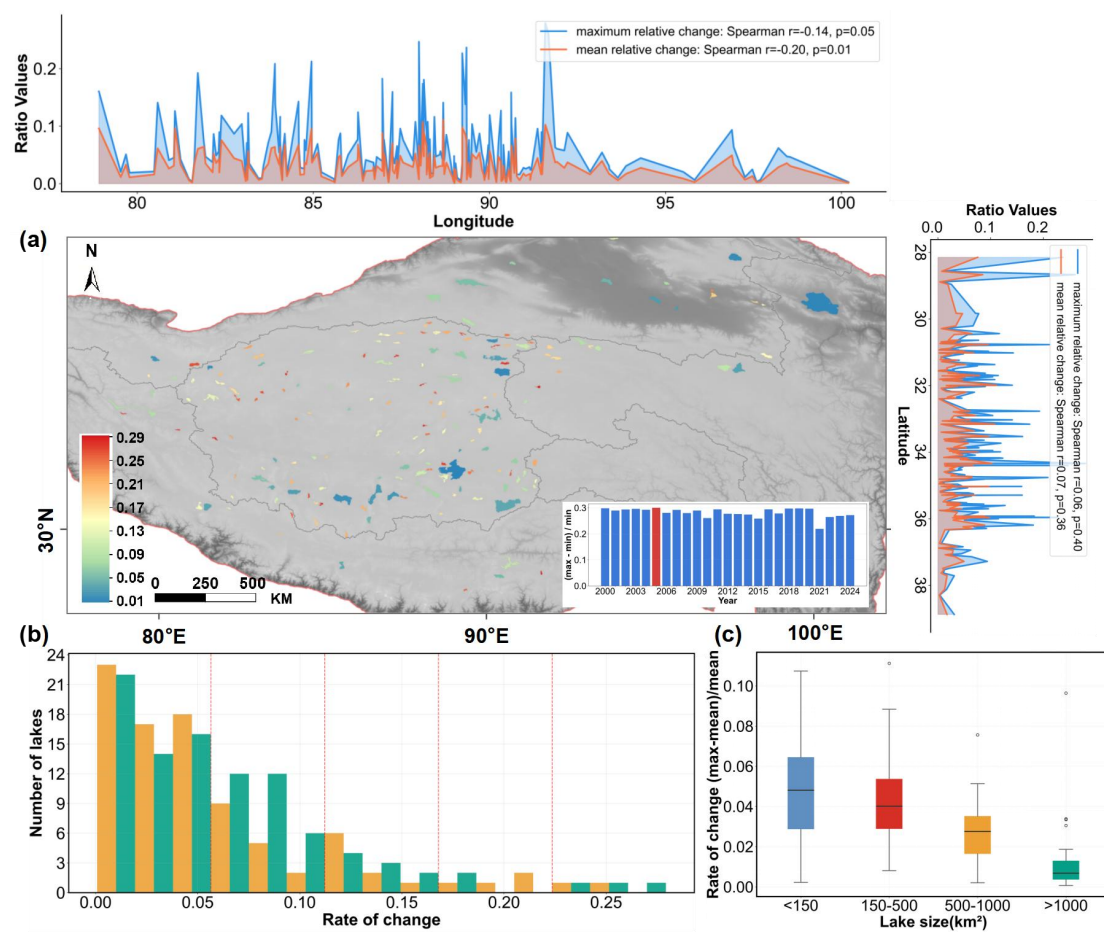 maximum relative change: Spearman r=-0.14, p=0.05
mean relative change: Spearman r=-0.20, p=0.01
Ratio Values
0.2
0.1
0.0
80 85 90 95 100
Longitude
Ratio Values
0.0 0.1 0.2
28
30
32
34
36
38
Latitude
maximum relative change: Spearman r=0.06, p=0.40
mean relative change: Spearman r=0.07, p=0.36
(a)
N
0.29
0.25
0.21
0.17
0.13
0.09
0.05
0.01
0 250 500
KM
30°N
80°E 90°E 100°E
(max - min) / min
0.3
0.2
0.1
0.0
2000 2003 2006 2009 2012 2015 2018 2021 2024
Year
(b)
Number of lakes
24
21
18
15
12
9
6
3
0
0.00 0.05 0.10 0.15 0.20 0.25
Rate of change
(c)
Rate of change (max-mean)/mean
0.10
0.08
0.06
0.04
0.02
0.00
<150 150-500 500-1000 >1000
Lake size(km²)